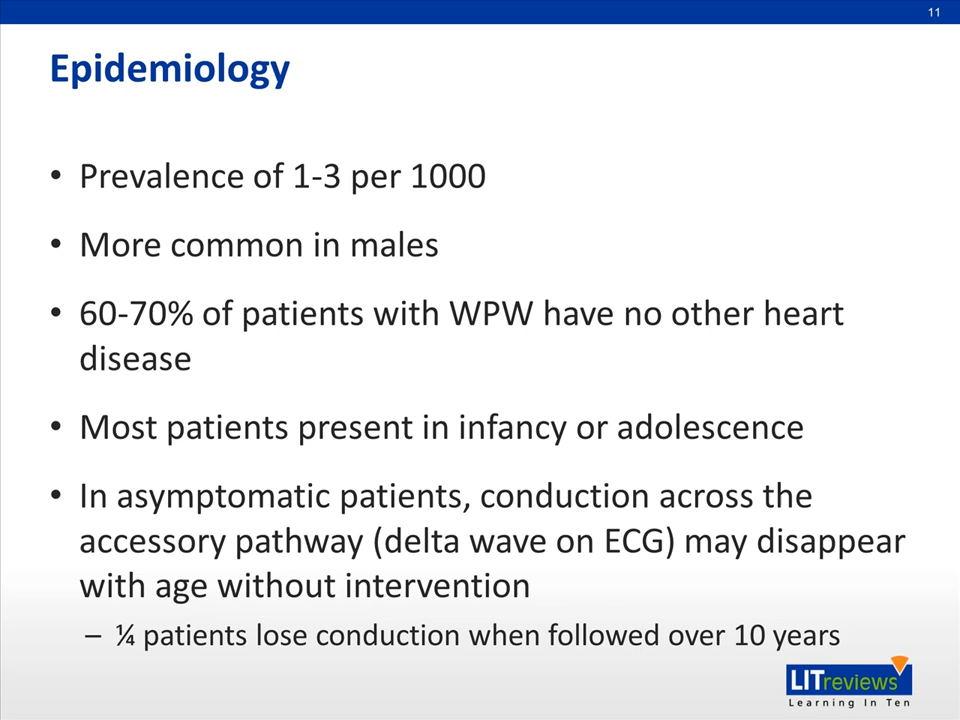 11
Epidemiology
• Prevalence of 1-3 per 1000
• More common in males
• 60-70% of patients with WPW have no other heart
disease
• Most patients present in infancy or adolescence
• In asymptomatic patients, conduction across the
accessory pathway (delta wave on ECG) may disappear
with age without intervention
– ¼ patients lose conduction when followed over 10 years
LITreviews
Learning In Ten